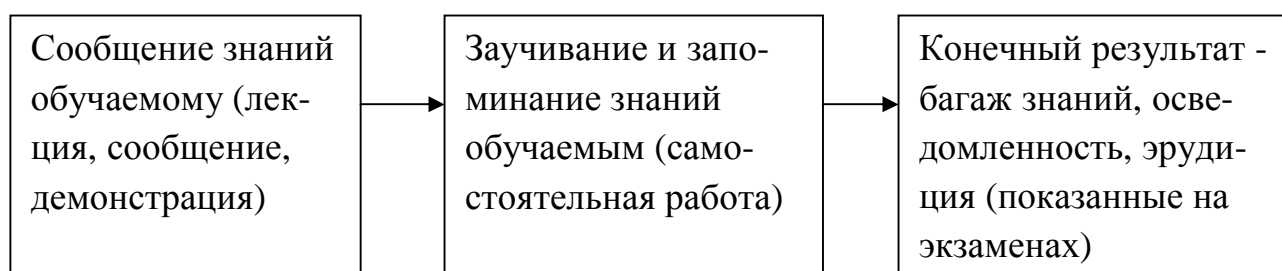 Сообщение знаний
обучаемому (лек-
ция, сообщение,
демонстрация)
Заучивание и запо-
минание знаний
обучаемым (само-
стоятельная работа)
Конечный результат -
багаж знаний, осве-
домленность, эруди-
ция (показанные на
экзаменах)